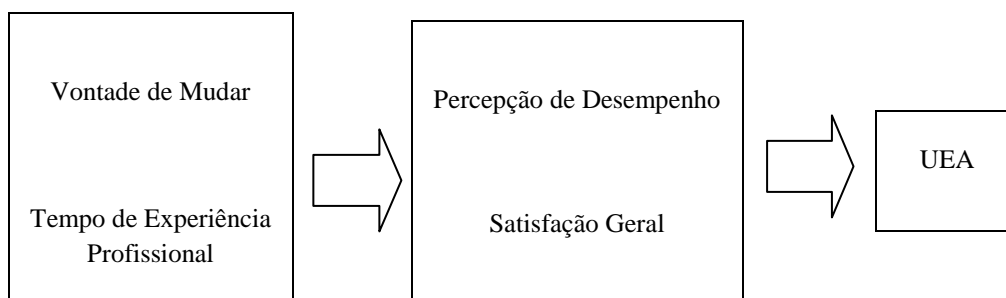 Vontade de Mudar
Tempo de Experiência
Profissional
Percepção de Desempenho
Satisfação Geral
UEA